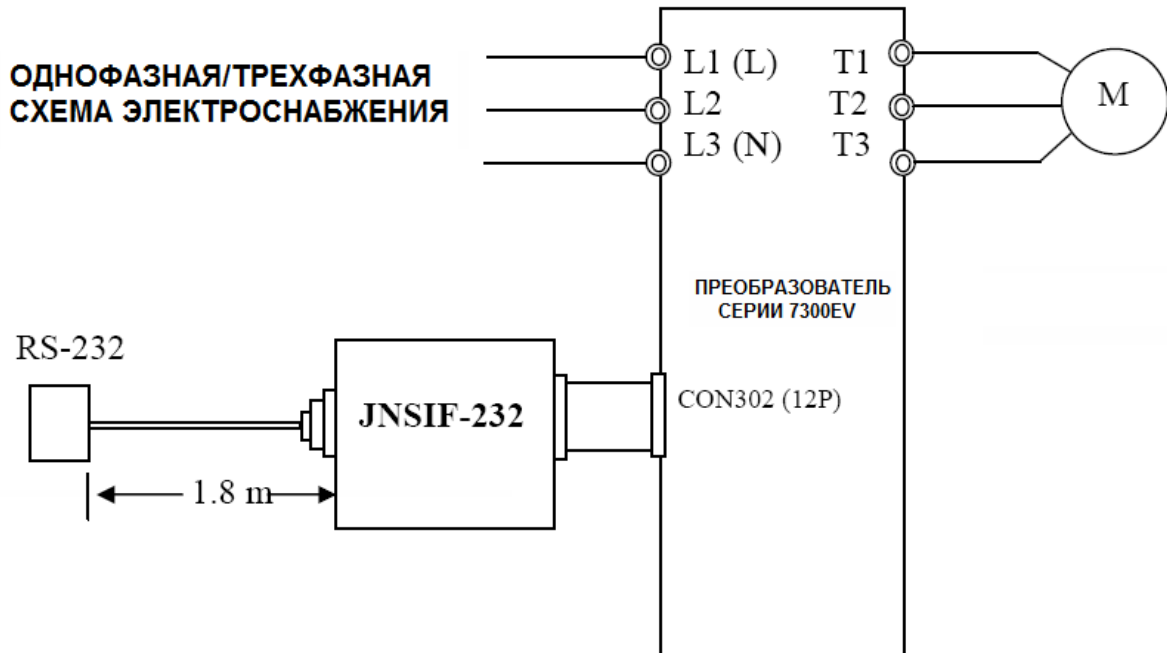 ОДНОФАЗНАЯ/ТРЕХФАЗНАЯ
СХЕМА ЭЛЕКТРОСНАБЖЕНИЯ
L1 (L) T1
L2 T2
L3 (N) T3
M
ПРЕОБРАЗОВАТЕЛЬ
СЕРИИ 7300EV
RS-232
JNSIF-232
CON302 (12P)
1.8 m